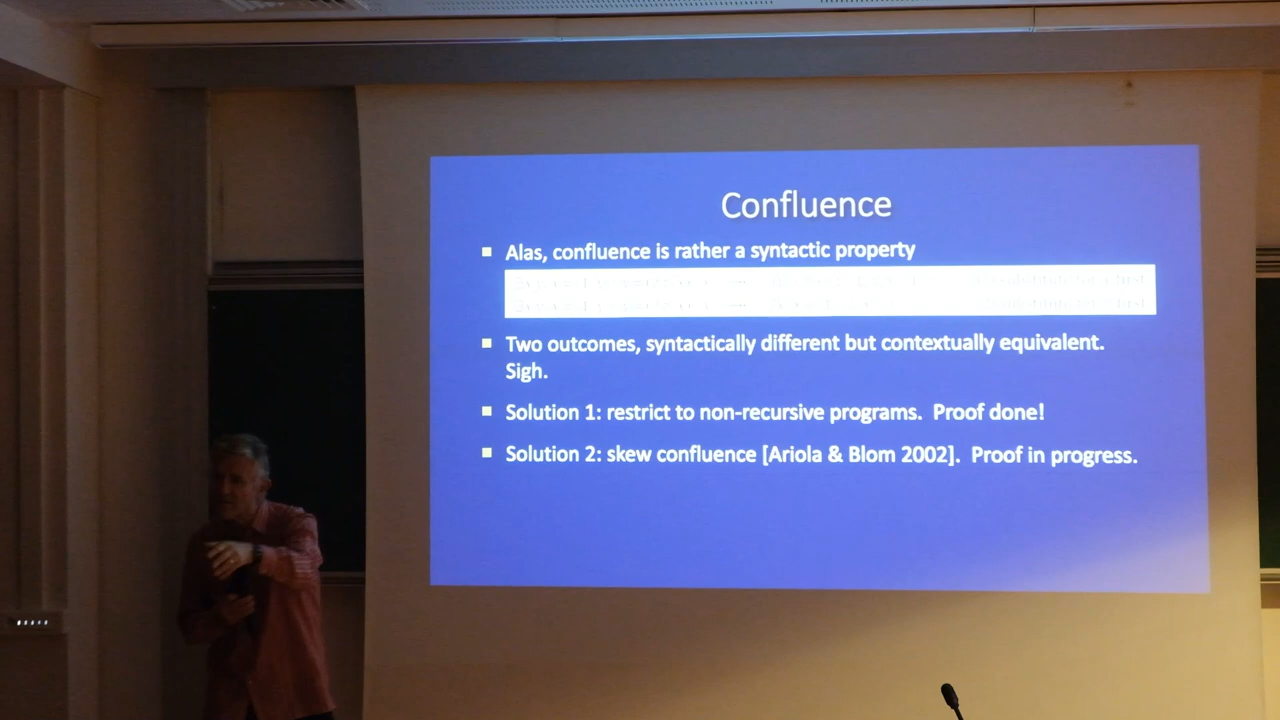 Confluence
▪ Alas, confluence is rather a syntactic property
▪ Two outcomes, syntactically different but contextually equivalent.
Sigh.
▪ Solution 1: restrict to non-recursive programs. Proof done!
▪ Solution 2: skew confluence [Ariola & Blom 2002]. Proof in progress.